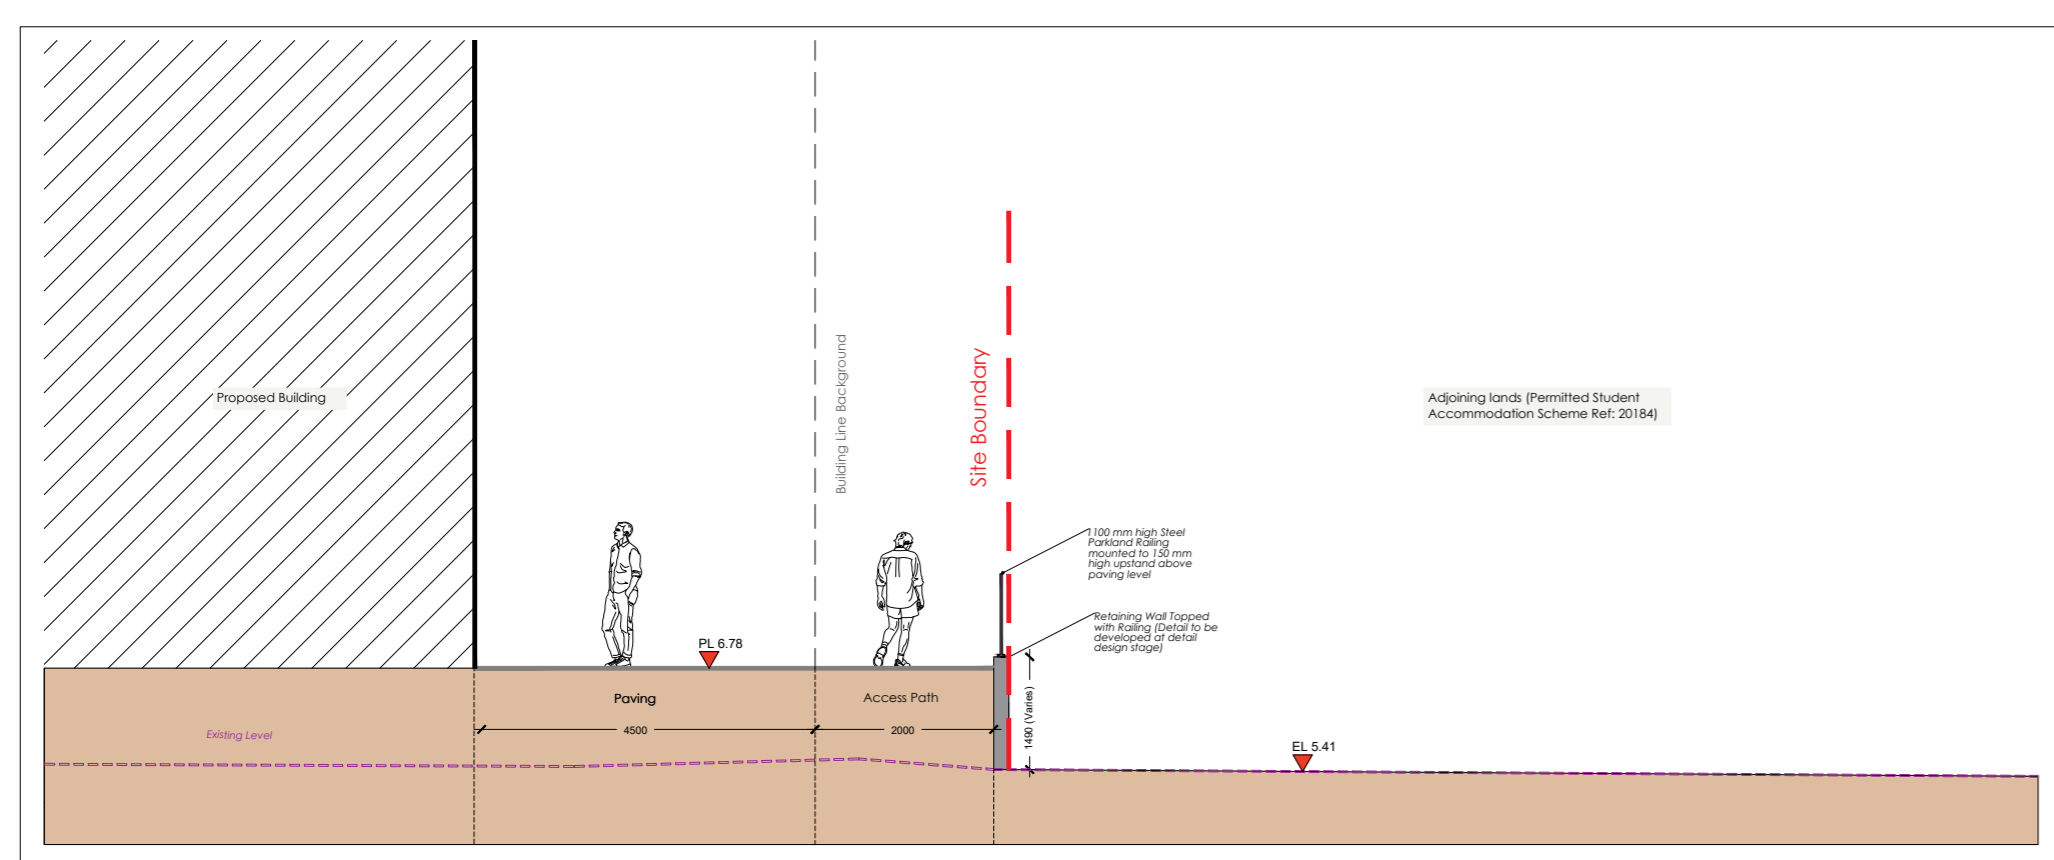 Proposed Building
Building Line Background
Site Boundary
Adjoining lands (Permitted Student
Accommodation Scheme Ref: 20184)
1100 mm high Steel
Parkland Railing
mounted to 150 mm
high upstand above
paving level
Retaining Wall Topped
with Railing (Detail to be
developed at detail
design stage)
PL 6.78
Paving
Access Path
4500
2000
1490 (Varies)
Existing Level
EL 5.41